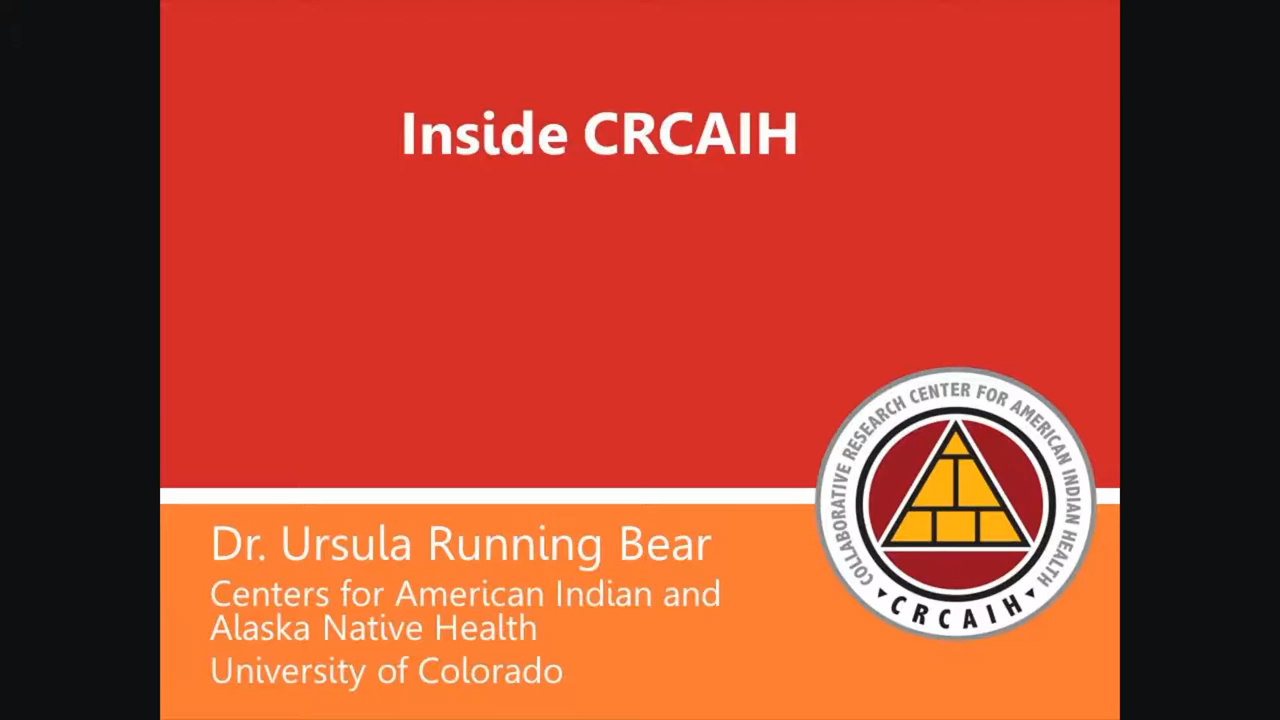 Inside CRCAIH
COLLABORATIVE RESEARCH CENTER FOR AMERICAN INDIAN HEALTH
CRCAIH
Dr. Ursula Running Bear
Centers for American Indian and
Alaska Native Health
University of Colorado